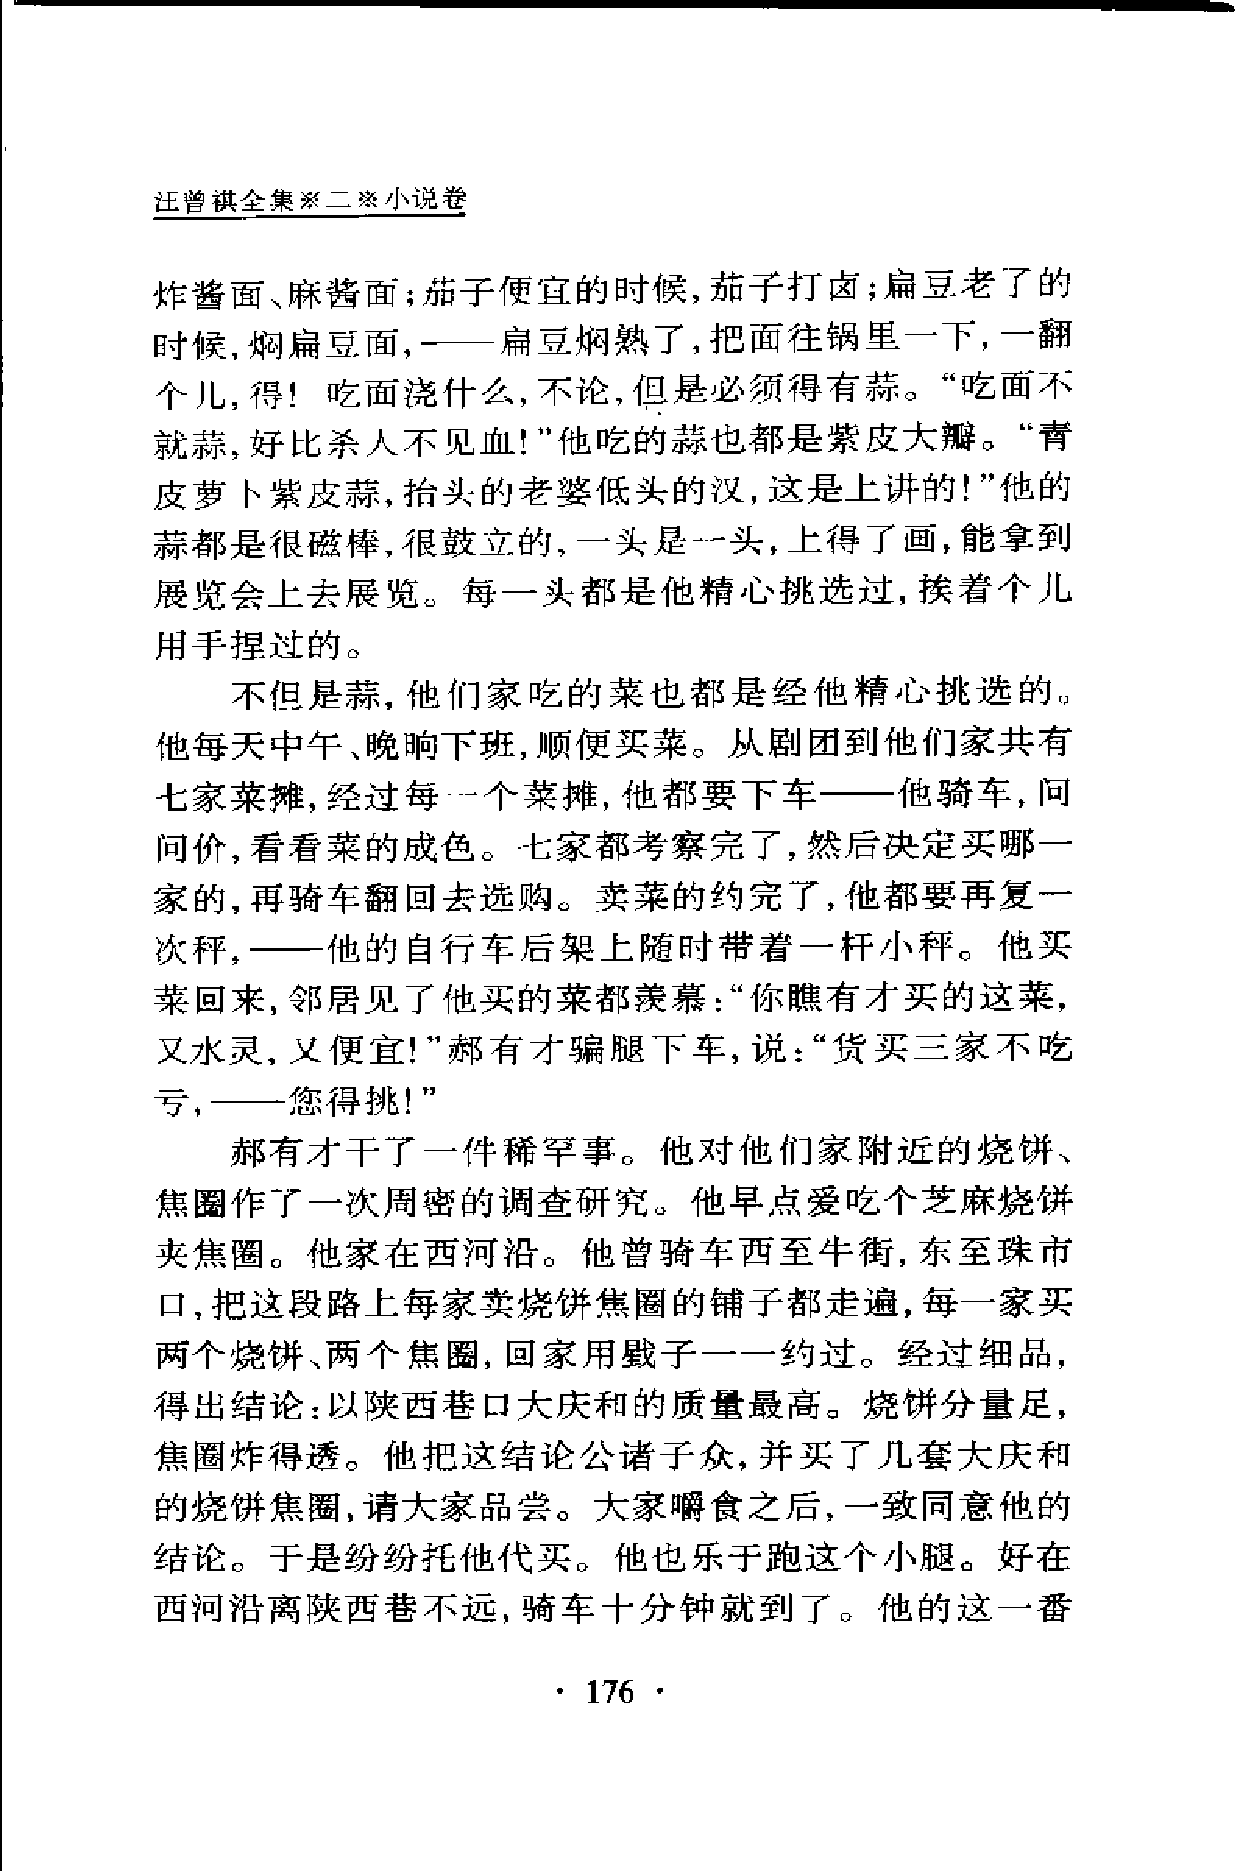 汪曾祺全集※二※小说卷
炸酱面、麻酱面；茄子便宜的时候，茄子打卤；扁豆老了的
时候，焖扁豆面，——扁豆焖熟了，把面往锅里一下，一翻
个儿，得！吃面浇什么，不论，但是必须得有蒜。“吃面不
就蒜，好比杀人不见血！”他吃的蒜也都是紫皮大瓣。“青
皮萝卜紫皮蒜，抬头的老婆低头的汉，这是上讲的！”他的
蒜都是很磁棒，很鼓立的，一头是一头，上得了画，能拿到
展览会上去展览。每一头都是他精心挑选过，挨着个儿
用手捏过的。
不但是蒜，他们家吃的菜也都是经他精心挑选的。
他每天中午、晚晌下班，顺便买菜。从剧团到他们家共有
七家菜摊，经过每一个菜摊，他都要下车——他骑车，问
问价，看看菜的成色。七家都考察完了，然后决定买哪一
家的，再骑车翻回去选购。卖菜的约完了，他都要再复一
次秤，——他的自行车后架上随时带着一杆小秤。他买
菜回来，邻居见了他买的菜都羡慕：“你瞧有才买的这菜，
又水灵，又便宜！”郝有才骗腿下车，说：“货买三家不吃
亏，——您得挑！”
郝有才干了一件稀罕事。他对他们家附近的烧饼、
焦圈作了一次周密的调查研究。他早点爱吃个芝麻烧饼
夹焦圈。他家在西河沿。他曾骑车西至牛街，东至珠市
口，把这段路上每家卖烧饼焦圈的铺子都走遍，每一家买
两个烧饼、两个焦圈，回家用戥子一一约过。经过细品，
得出结论：以陕西巷口大庆和的质量最高。烧饼分量足，
焦圈炸得透。他把这结论公诸于众，并买了几套大庆和
的烧饼焦圈，请大家品尝。大家嚼食之后，一致同意他的
结论。于是纷纷托他代买。他也乐于跑这个小腿。好在
西河沿离陕西巷不远，骑车十分钟就到了。他的这一番
· 176 ·